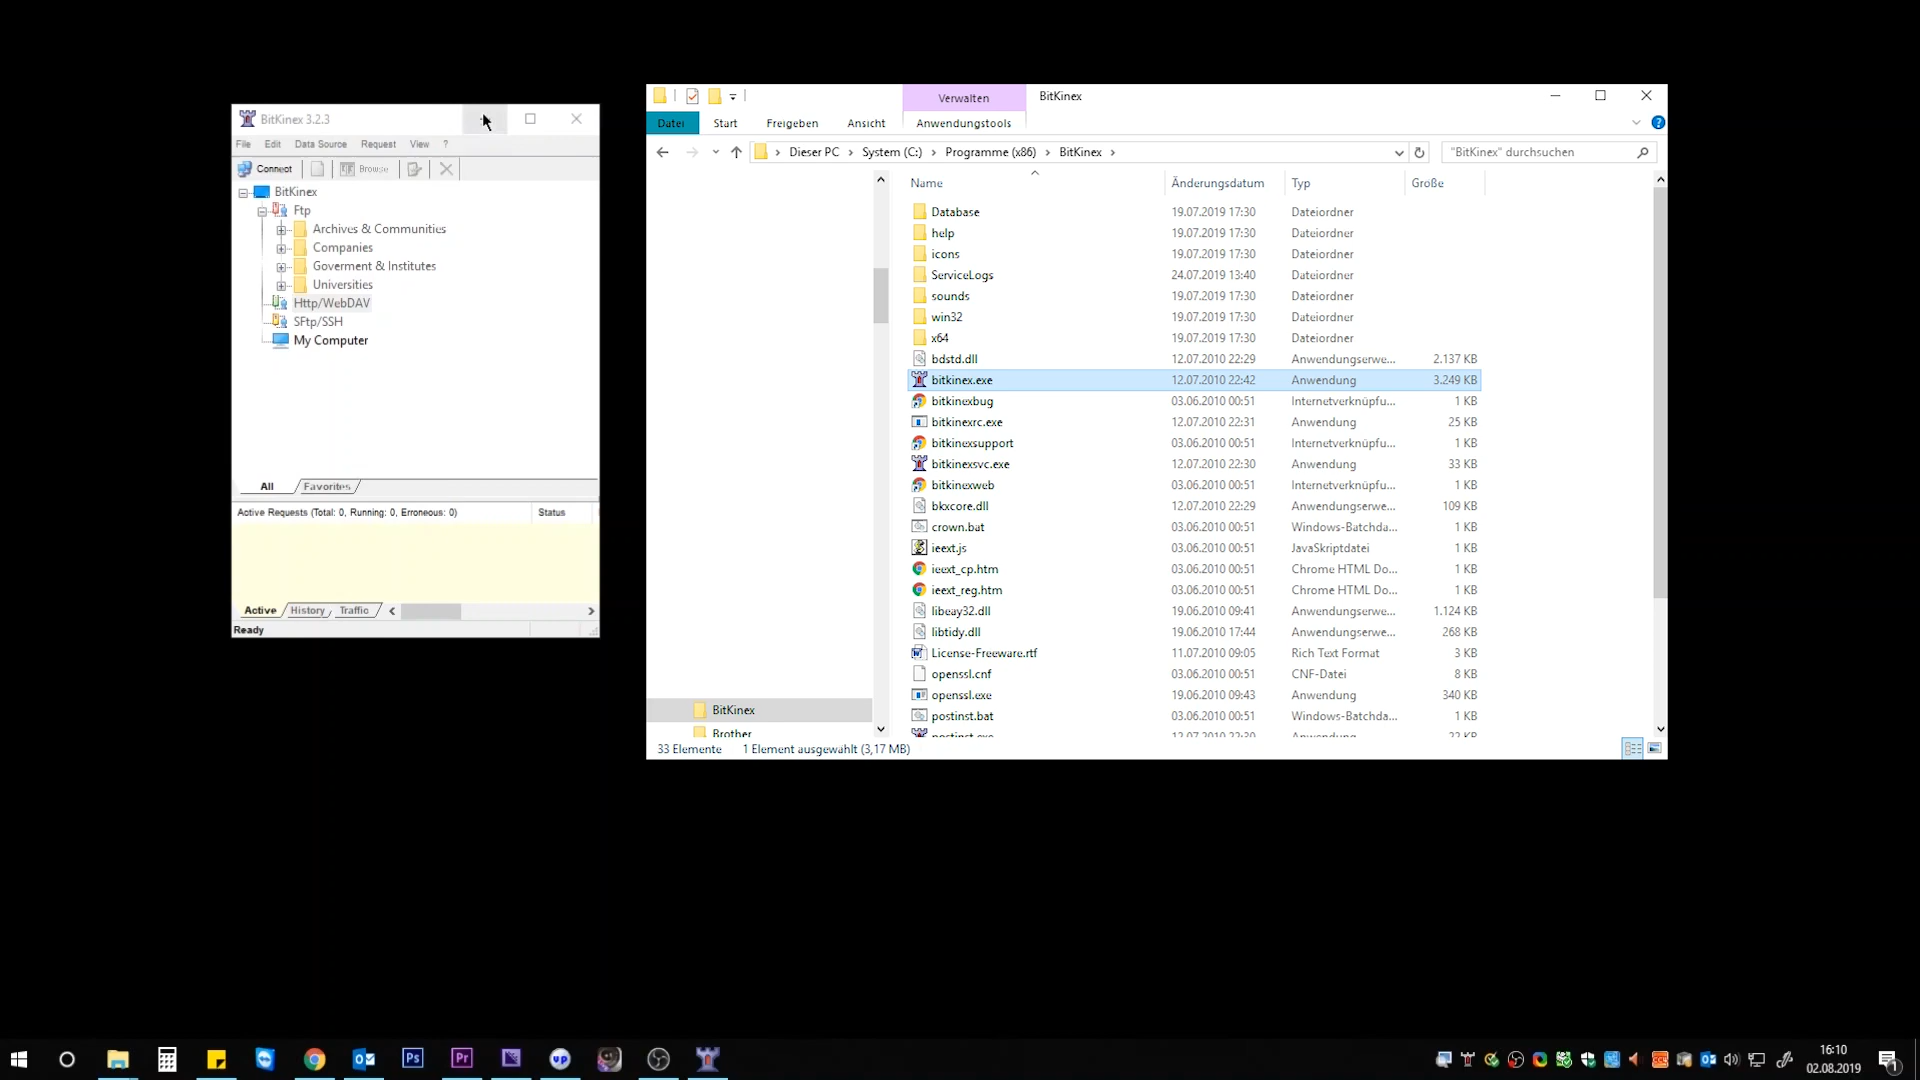 BitKinex 3.2.3
File Edit Data Source Request View ?
Connect Browse
BitKinex
Ftp
Archives & Communities
Companies
Goverment & Institutes
Universities
Http/WebDAV
SFtp/SSH
My Computer
All Favorites
Active Requests (Total: 0, Running: 0, Erroneous: 0) Status
Active History Traffic
Ready
Verwalten BitKinex
Datei Start Freigeben Ansicht Anwendungstools
Dieser PC System (C:) Programme (x86) BitKinex "BitKinex" durchsuchen
Name Änderungsdatum Typ Größe
Database 19.07.2019 17:30 Dateiordner
help 19.07.2019 17:30 Dateiordner
icons 19.07.2019 17:30 Dateiordner
ServiceLogs 24.07.2019 13:40 Dateiordner
sounds 19.07.2019 17:30 Dateiordner
win32 19.07.2019 17:30 Dateiordner
x64 19.07.2019 17:30 Dateiordner
bdstd.dll 12.07.2010 22:29 Anwendungserwe... 2.137 KB
bitkinex.exe 12.07.2010 22:42 Anwendung 3.249 KB
bitkinexbug 03.06.2010 00:51 Internetverknüpfu... 1 KB
bitkinexrc.exe 12.07.2010 22:31 Anwendung 25 KB
bitkinexsupport 03.06.2010 00:51 Internetverknüpfu... 1 KB
bitkinexsvc.exe 12.07.2010 22:30 Anwendung 33 KB
bitkinexweb 03.06.2010 00:51 Internetverknüpfu... 1 KB
bkxcore.dll 12.07.2010 22:29 Anwendungserwe... 109 KB
crown.bat 03.06.2010 00:51 Windows-Batchda... 1 KB
ieext.js 03.06.2010 00:51 JavaSkriptdatei 1 KB
ieext_cp.htm 03.06.2010 00:51 Chrome HTML Do... 1 KB
ieext_reg.htm 03.06.2010 00:51 Chrome HTML Do... 1 KB
libeay32.dll 19.06.2010 09:41 Anwendungserwe... 1.124 KB
libtidy.dll 19.06.2010 17:44 Anwendungserwe... 268 KB
License-Freeware.rtf 11.07.2010 09:05 Rich Text Format 3 KB
openssl.cnf 03.06.2010 00:51 CNF-Datei 8 KB
openssl.exe 19.06.2010 09:43 Anwendung 340 KB
postinst.bat 03.06.2010 00:51 Windows-Batchda... 1 KB
postinst.exe 12.07.2010 22:30 Anwendung 22 KB
BitKinex
Brother
33 Elemente 1 Element ausgewählt (3,17 MB)
Ps Pr up
16:10
02.08.2019
1